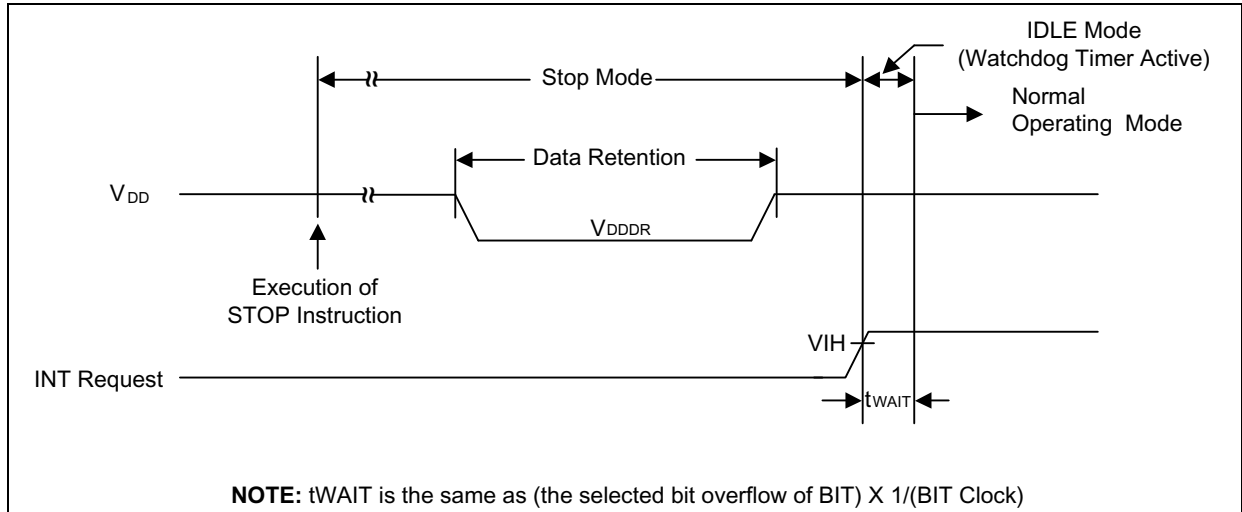 IDLE Mode
(Watchdog Timer Active)
Stop Mode
Normal
Operating Mode
Data Retention
VDD
VDDDR
Execution of
STOP Instruction
VIH
INT Request
tWAIT
NOTE: tWAIT is the same as (the selected bit overflow of BIT) X 1/(BIT Clock)